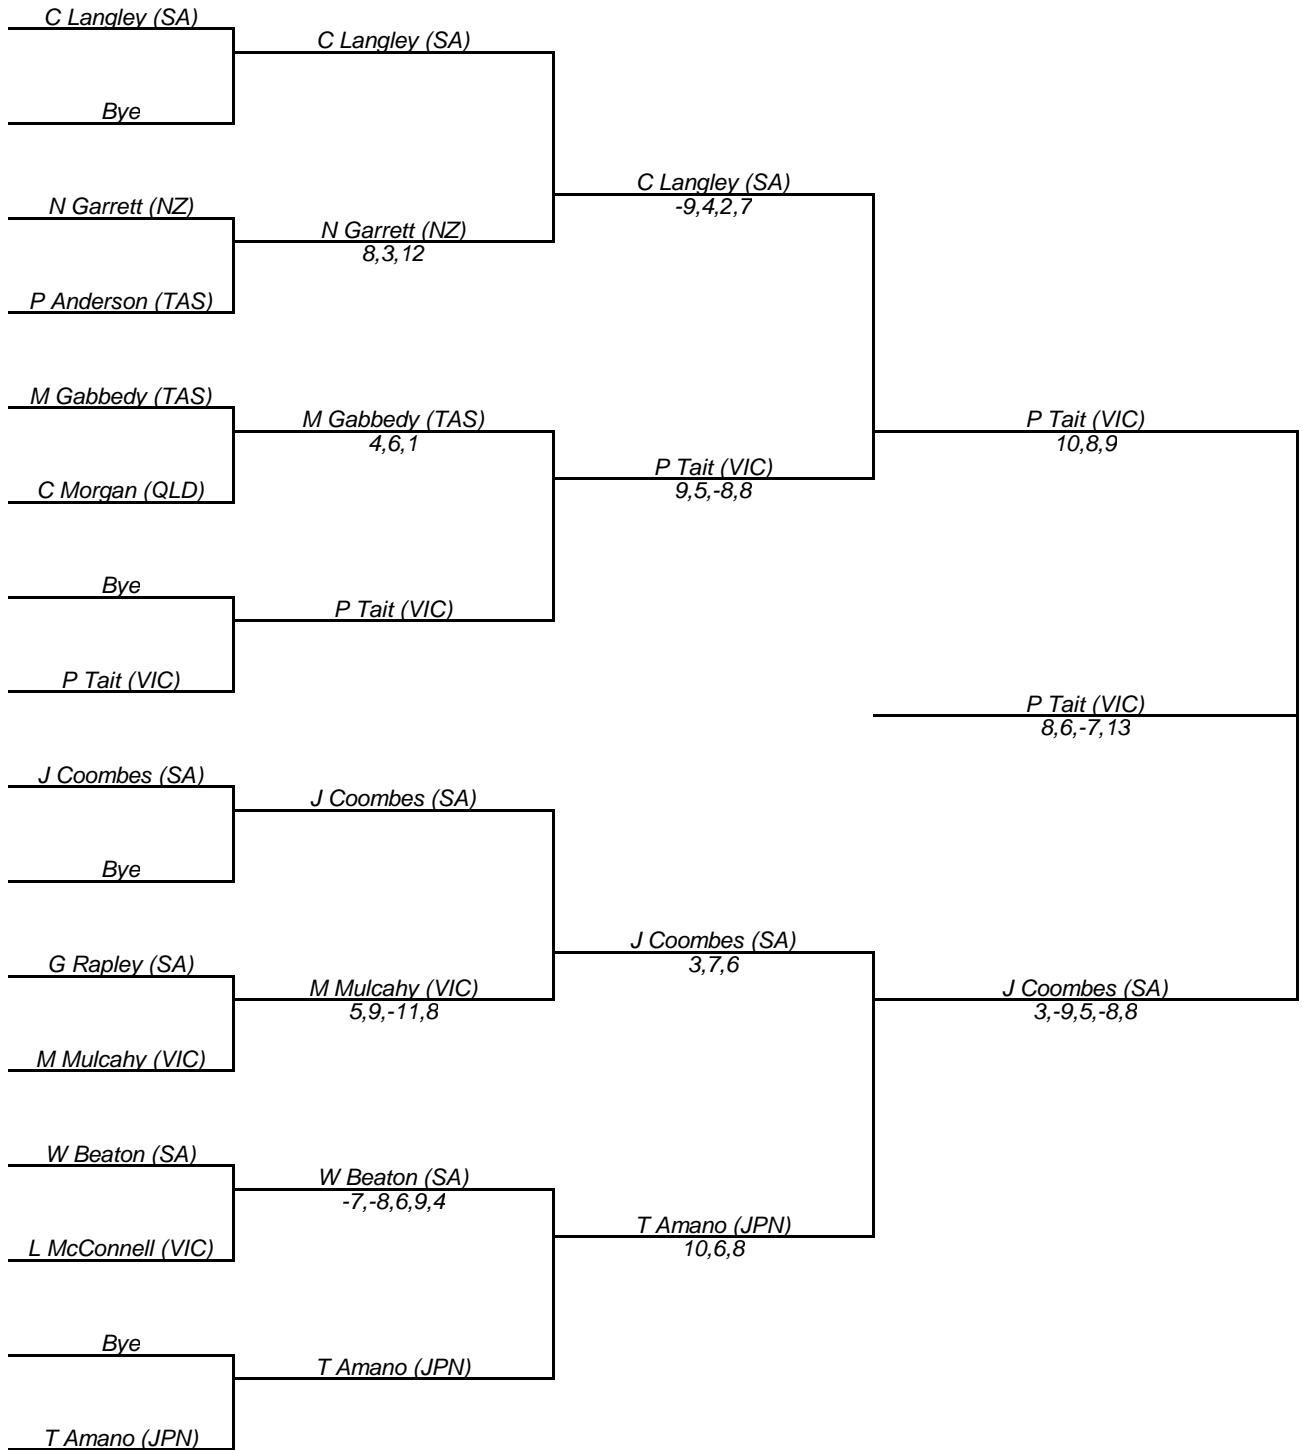 C Langley (SA)
C Langley (SA)
Bye
C Langley (SA)
-9,4,2,7
N Garrett (NZ)
N Garrett (NZ)
8,3,12
P Anderson (TAS)
M Gabbedy (TAS)
M Gabbedy (TAS)
4,6,1
P Tait (VIC)
10,8,9
P Tait (VIC)
9,5,-8,8
C Morgan (QLD)
Bye
P Tait (VIC)
P Tait (VIC)
P Tait (VIC)
8,6,-7,13
J Coombes (SA)
J Coombes (SA)
Bye
J Coombes (SA)
3,7,6
G Rapley (SA)
M Mulcahy (VIC)
5,9,-11,8
J Coombes (SA)
3,-9,5,-8,8
M Mulcahy (VIC)
W Beaton (SA)
W Beaton (SA)
-7,-8,6,9,4
T Amano (JPN)
10,6,8
L McConnell (VIC)
Bye
T Amano (JPN)
T Amano (JPN)